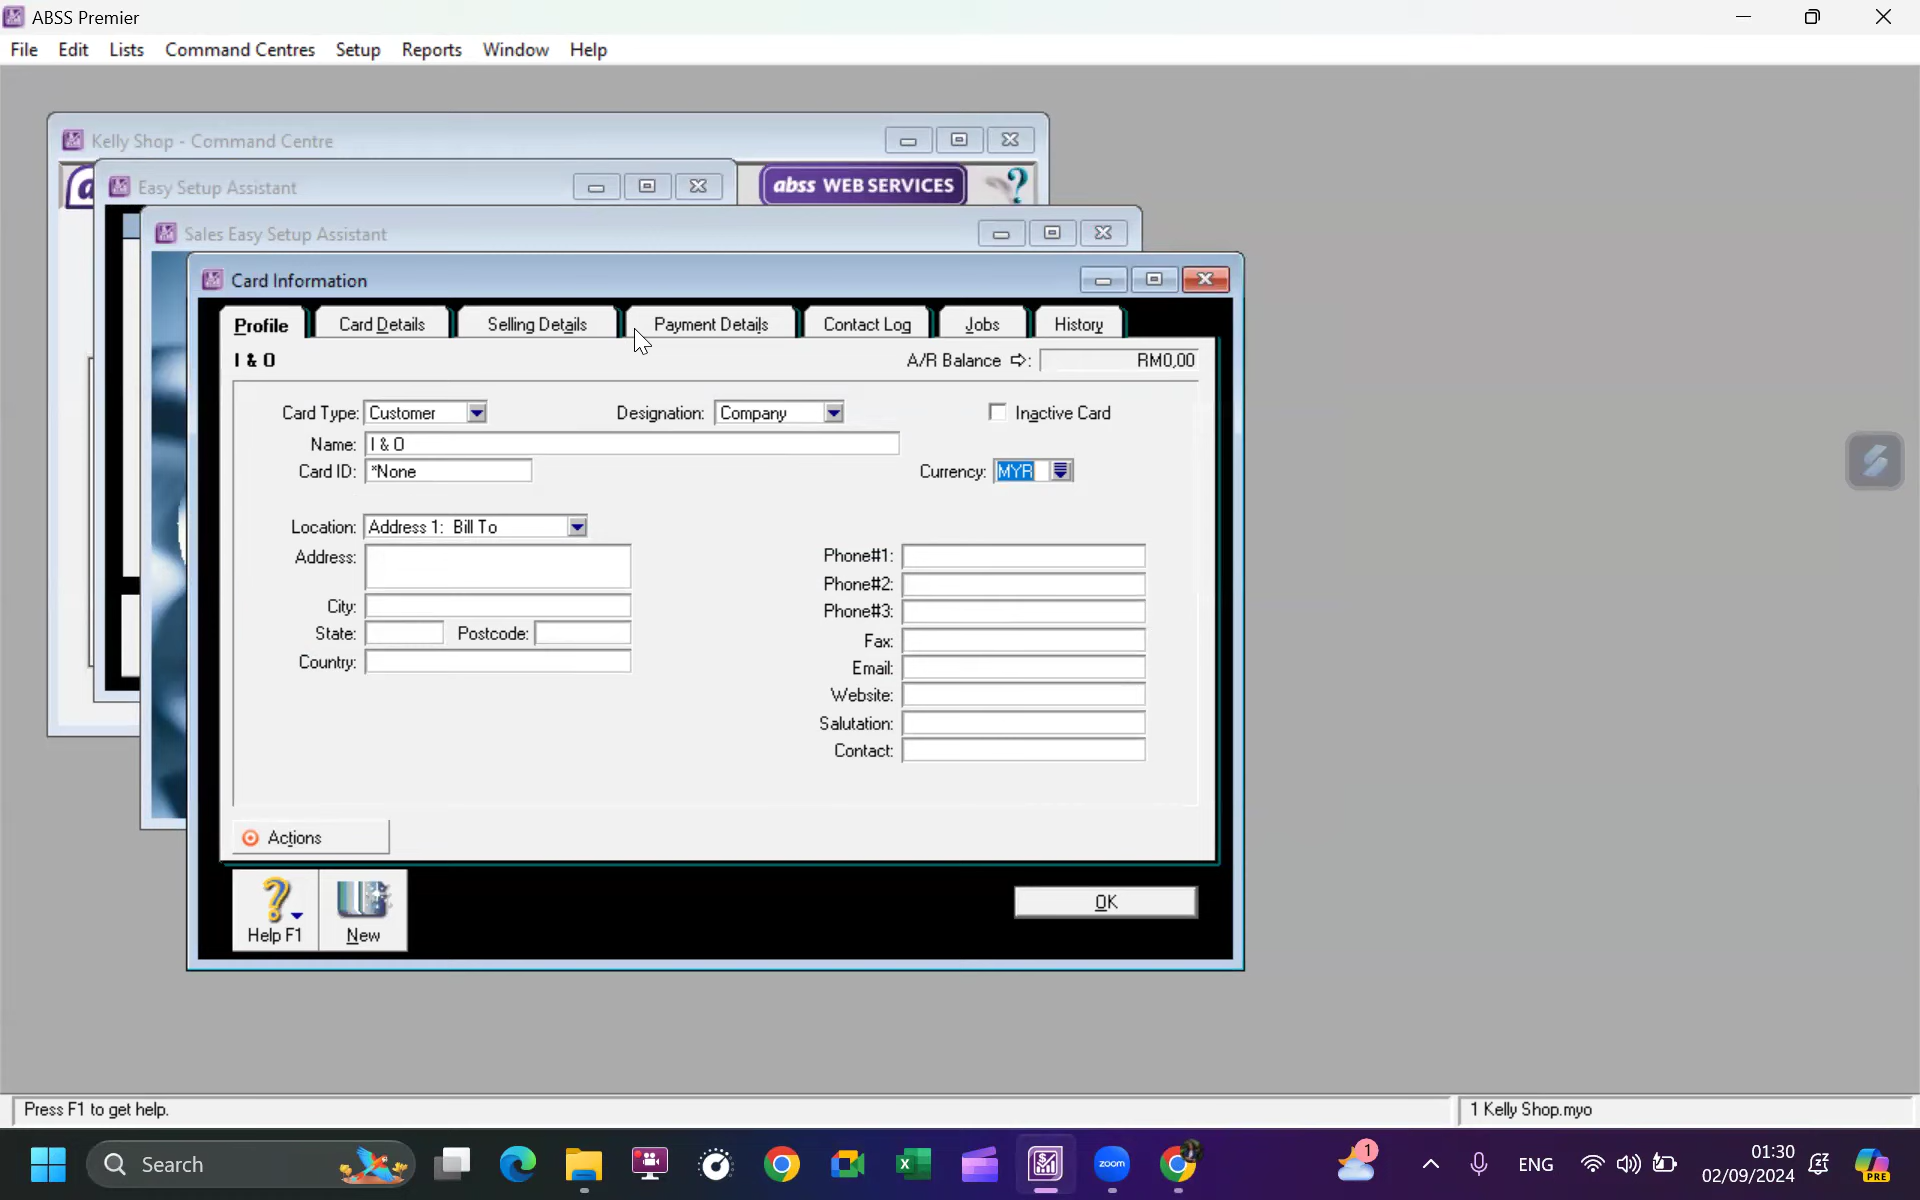 ABSS Premier
File Edit Lists Command Centres Setup Reports Window Help
Kelly Shop - Command Centre
Easy Setup Assistant
abss WEB SERVICES
Sales Easy Setup Assistant
Card Information
Profile Card Details Selling Details Payment Details Contact Log Jobs History
I & O A/R Balance ⇨: RM0,00
Card Type: Customer Designation: Company Inactive Card
Name: I & O
Card ID: *None Currency: MYR
Location: Address 1: Bill To
Address: Phone#1:
Phone#2:
City: Phone#3:
State: Postcode: Fax:
Country: Email:
Website:
Salutation:
Contact:
Actions
OK
Help F1 New
Press F1 to get help. 1 Kelly Shop.myo
Search
zoom
1
ENG
01:30
02/09/2024
PRE